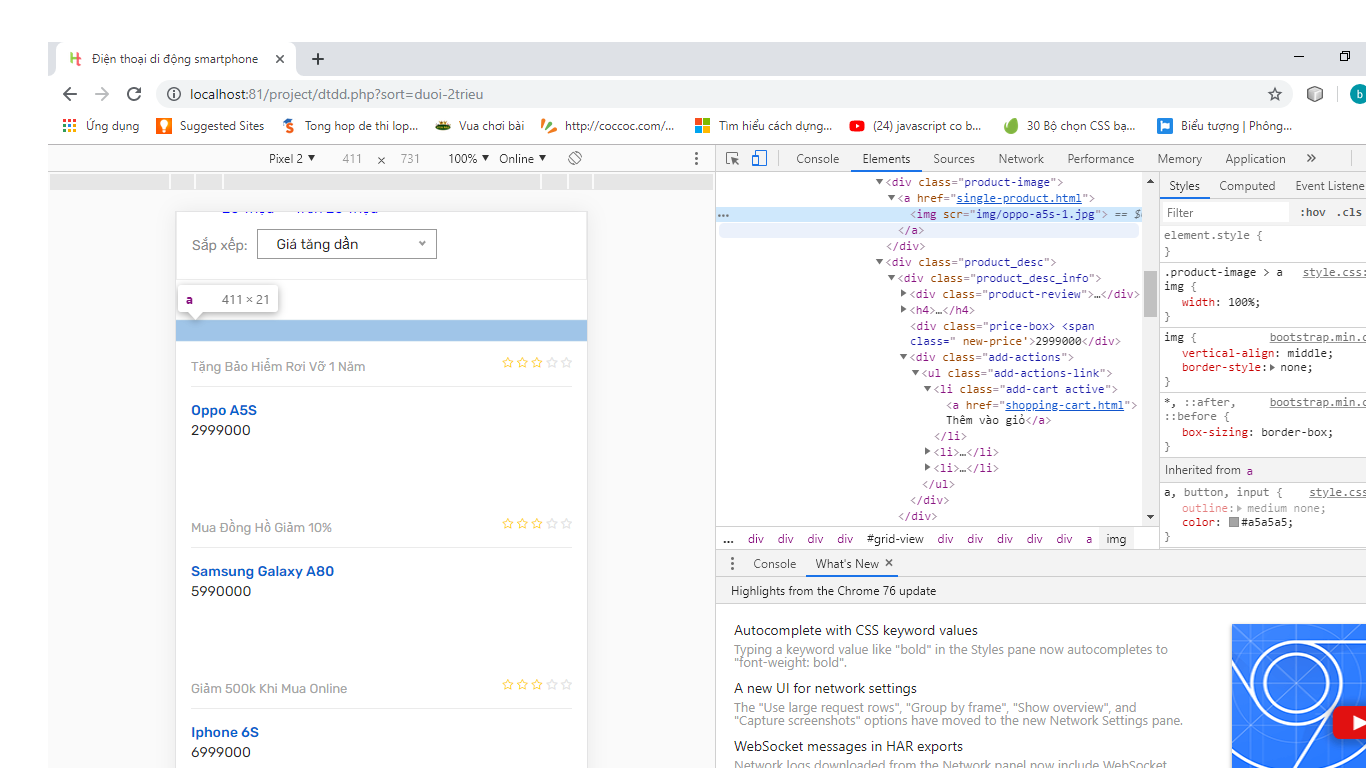 Điện thoại di động smartphone
localhost:81/project/dtdd.php?sort=duoi-2trieu
b
Ứng dụng Suggested Sites Tong hop de thi lop... Vua chơi bài http://coccoc.com/... Tìm hiểu cách dựng... (24) javascript co b... 30 Bộ chọn CSS bạ... Biểu tượng | Phông...
Pixel 2 ▼ 411 × 731 100% ▼ Online ▼
Console Elements Sources Network Performance Memory Application »
Sắp xếp: Giá tăng dần
a 411 × 21
Tặng Bảo Hiểm Rơi Vỡ 1 Năm
Oppo A5S
2999000
Mua Đồng Hồ Giảm 10%
Samsung Galaxy A80
5990000
Giảm 500k Khi Mua Online
Iphone 6S
6999000
▼<div class="product-image">
▼<a href="single-product.html">
... <img scr="img/oppo-a5s-1.jpg"> == $
</a>
</div>
▼<div class="product_desc">
▼<div class="product_desc_info">
▶<div class="product-review">…</div>
▶<h4>…</h4>
<div class="price-box> <span
class=" new-price'>2999000</div>
▼<div class="add-actions">
▼<ul class="add-actions-link">
▼<li class="add-cart active">
<a href="shopping-cart.html">
Thêm vào giỏ</a>
</li>
▶<li>…</li>
▶<li>…</li>
</ul>
</div>
</div>
... div div div div #grid-view div div div div div a img
Styles Computed Event Listene
Filter :hov .cls
element.style {
}
.product-image > a style.css:
img {
width: 100%;
}
img { bootstrap.min.c
vertical-align: middle;
border-style:▶ none;
}
*, ::after, bootstrap.min.c
::before {
box-sizing: border-box;
}
Inherited from a
a, button, input { style.css
outline:▶ medium none;
color: #a5a5a5;
}
Console What's New ×
Highlights from the Chrome 76 update
Autocomplete with CSS keyword values
Typing a keyword value like "bold" in the Styles pane now autocompletes to
"font-weight: bold".
A new UI for network settings
The "Use large request rows", "Group by frame", "Show overview", and
"Capture screenshots" options have moved to the new Network Settings pane.
WebSocket messages in HAR exports
Network logs downloaded from the Network panel now include WebSocket